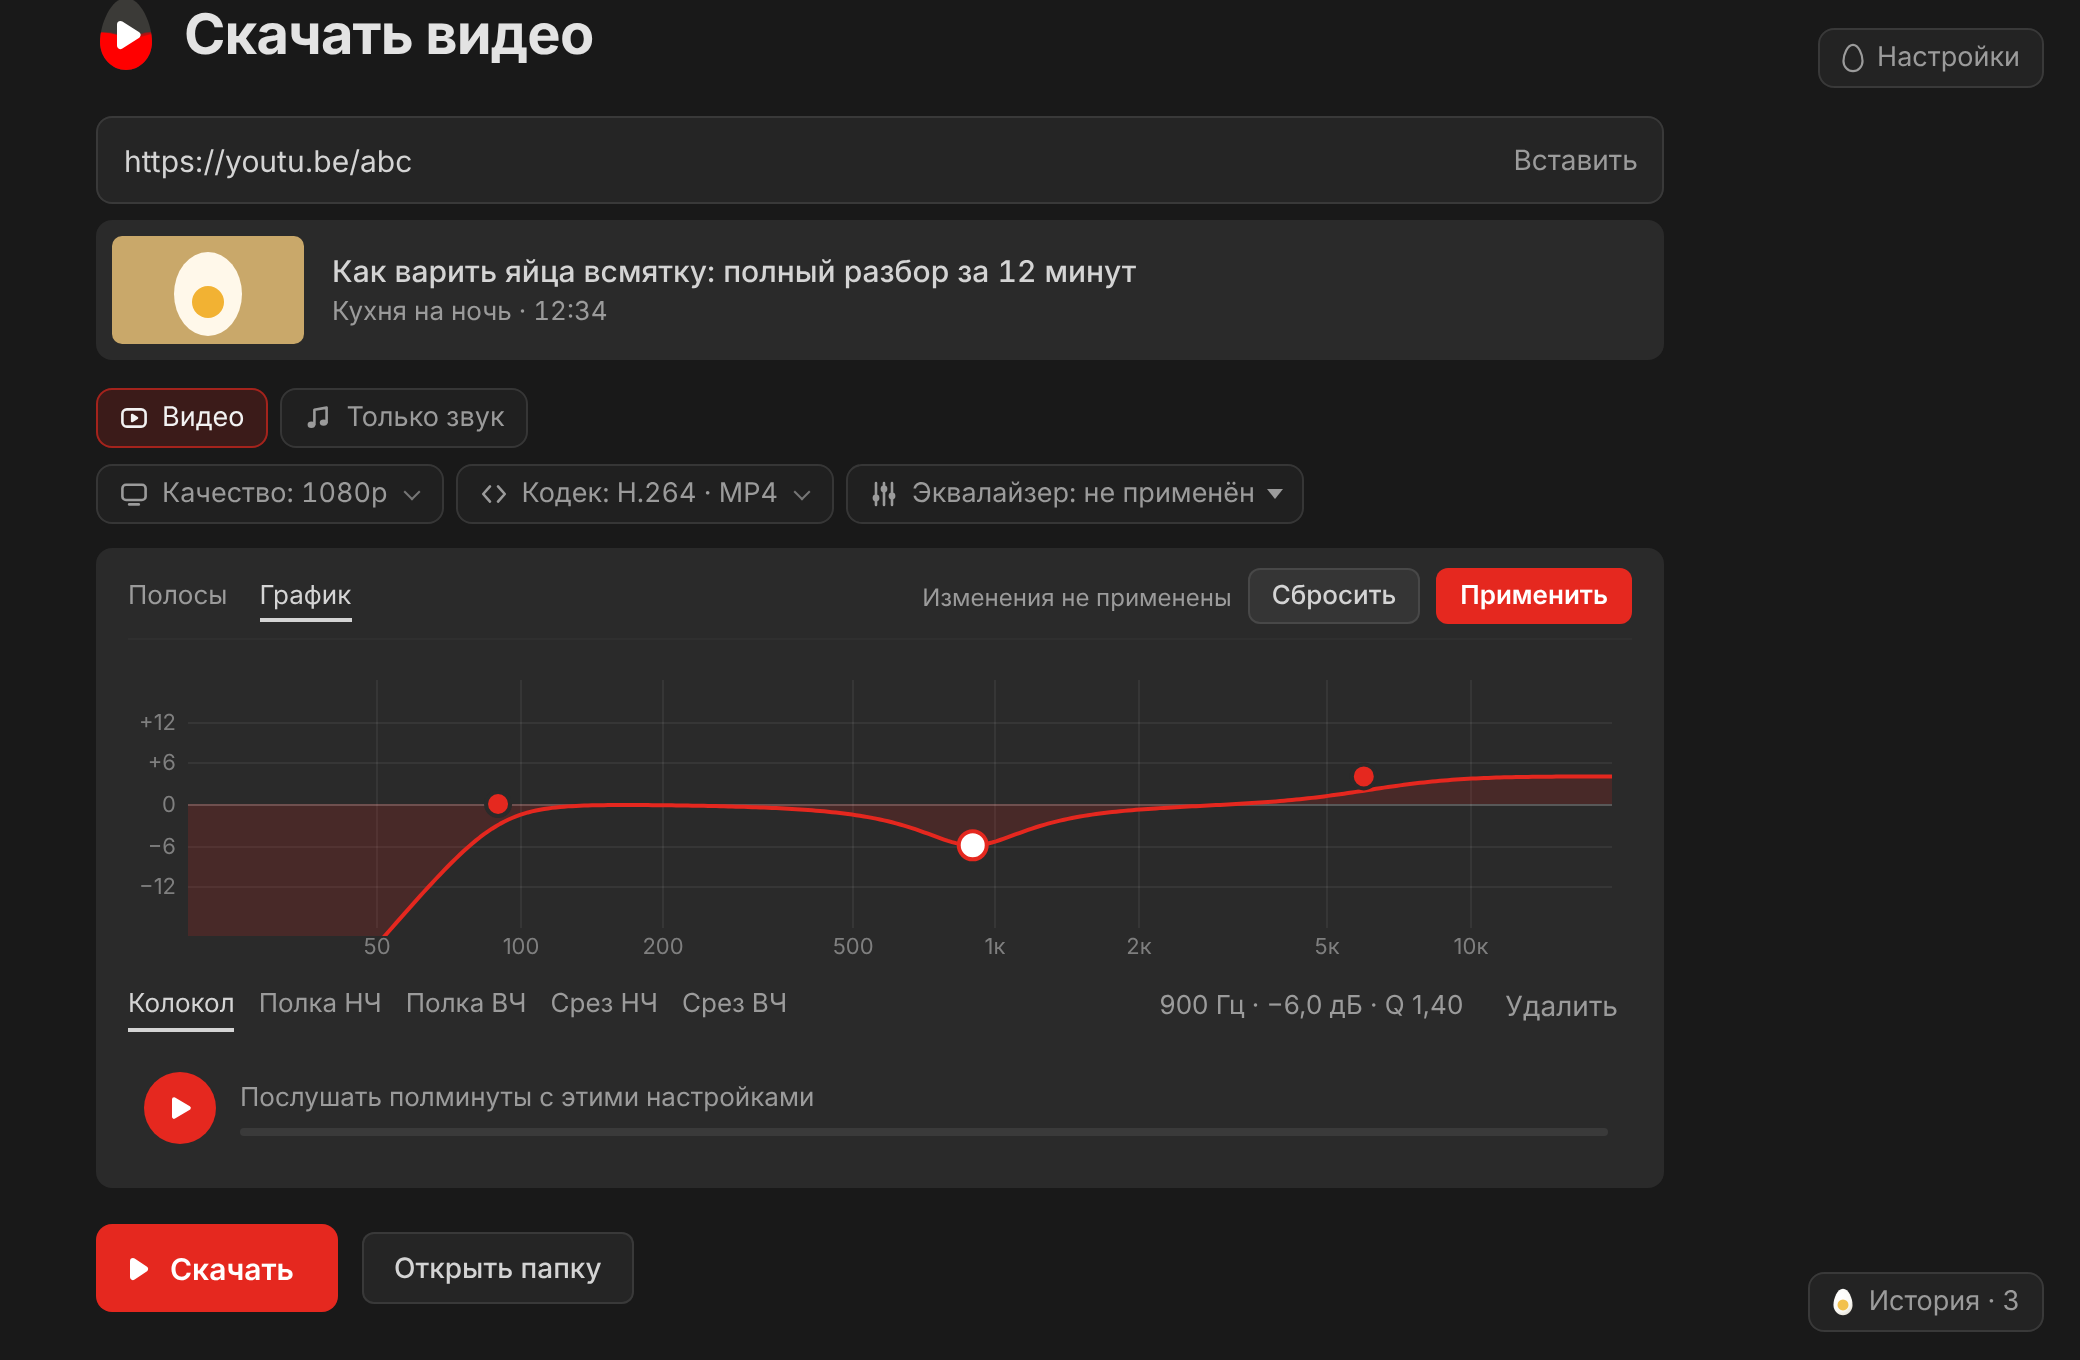 Скачать видео
Настройки
https://youtu.be/abc
Вставить
Как варить яйца всмятку: полный разбор за 12 минут
Кухня на ночь · 12:34
Видео
Только звук
Качество: 1080p
Кодек: H.264 · MP4
Эквалайзер: не применён
Полосы
График
Изменения не применены
Сбросить
Применить
+12
+6
0
−6
−12
50
100
200
500
1к
2к
5к
10к
Колокол
Полка НЧ
Полка ВЧ
Срез НЧ
Срез ВЧ
900 Гц · −6,0 дБ · Q 1,40
Удалить
Послушать полминуты с этими настройками
Скачать
Открыть папку
История · 3